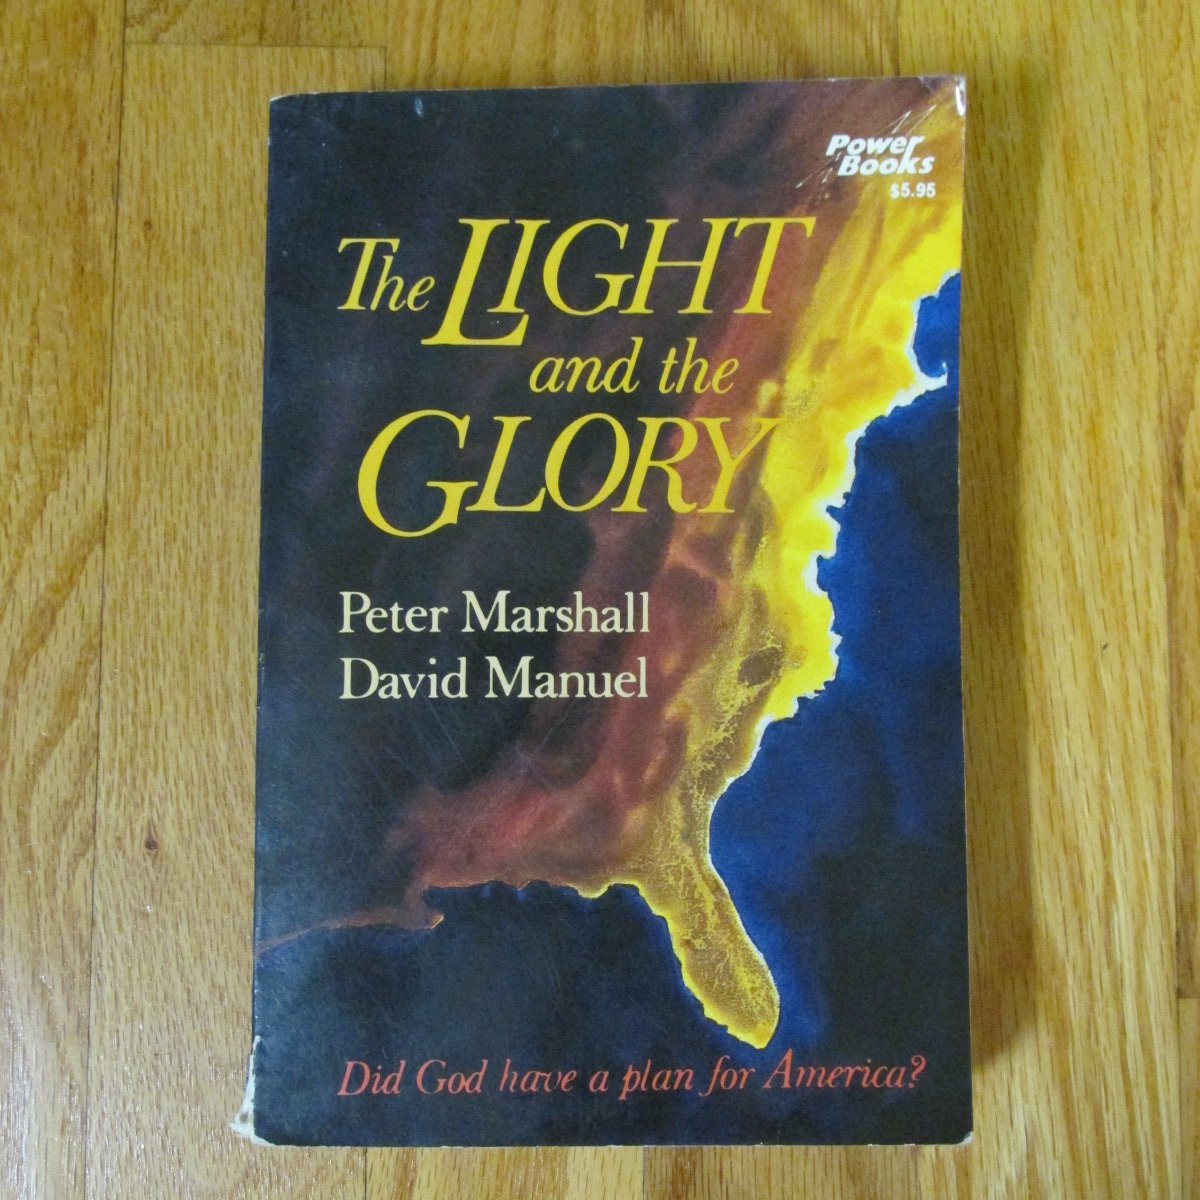 Power
Books
$5.95
The LIGHT
and the
GLORY
Peter Marshall
David Manuel
Did God have a plan for America?